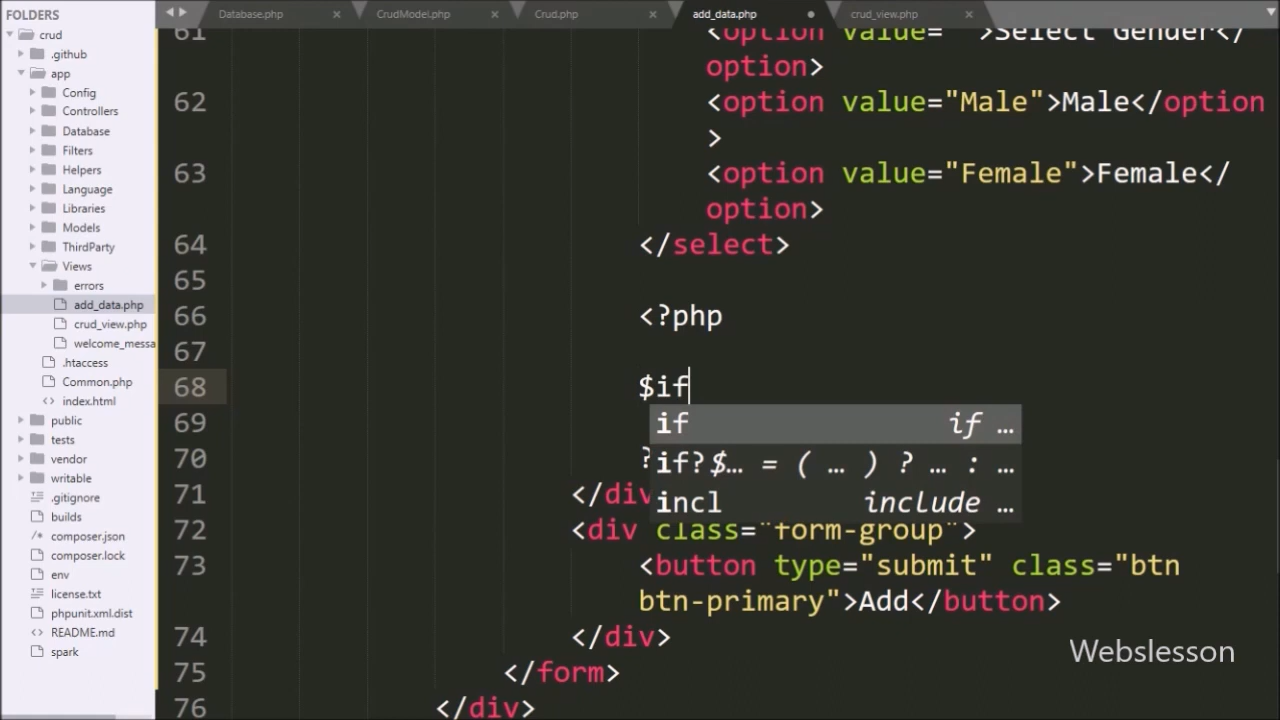 FOLDERS
crud
.github
app
Config
Controllers
Database
Filters
Helpers
Language
Libraries
Models
ThirdParty
Views
errors
add_data.php
crud_view.php
welcome_messa
.htaccess
Common.php
index.html
public
tests
vendor
writable
.gitignore
builds
composer.json
composer.lock
env
license.txt
phpunit.xml.dist
README.md
spark
Database.php
CrudModel.php
Crud.php
add_data.php
crud_view.php
61 <option value="">Select Gender</
option>
62 <option value="Male">Male</option
>
63 <option value="Female">Female</
option>
64 </select>
65
66 <?php
67
68 $if
69
70 ?
if if …
if?$… = ( … ) ? … : …
incl include …
71 </div
72 <div class="form-group">
73 <button type="submit" class="btn
btn-primary">Add</button>
74 </div>
75 </form>
76 </div>
Webslesson